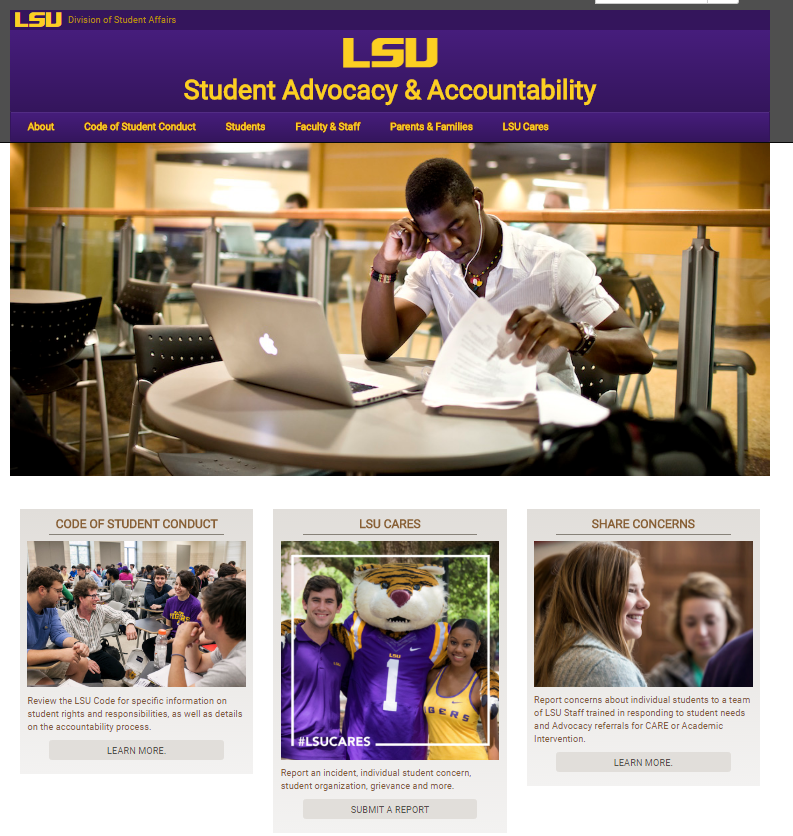 LSU Division of Student Affairs
LSU
Student Advocacy & Accountability
About Code of Student Conduct Students Faculty & Staff Parents & Families LSU Cares
CODE OF STUDENT CONDUCT
Review the LSU Code for specific information on
student rights and responsibilities, as well as details
on the accountability process.
LEARN MORE.
LSU CARES
LSU
1
GERS
#LSUCARES
Report an incident, individual student concern,
student organization, grievance and more.
SUBMIT A REPORT
SHARE CONCERNS
Report concerns about individual students to a team
of LSU Staff trained in responding to student needs
and Advocacy referrals for CARE or Academic
Intervention.
LEARN MORE.